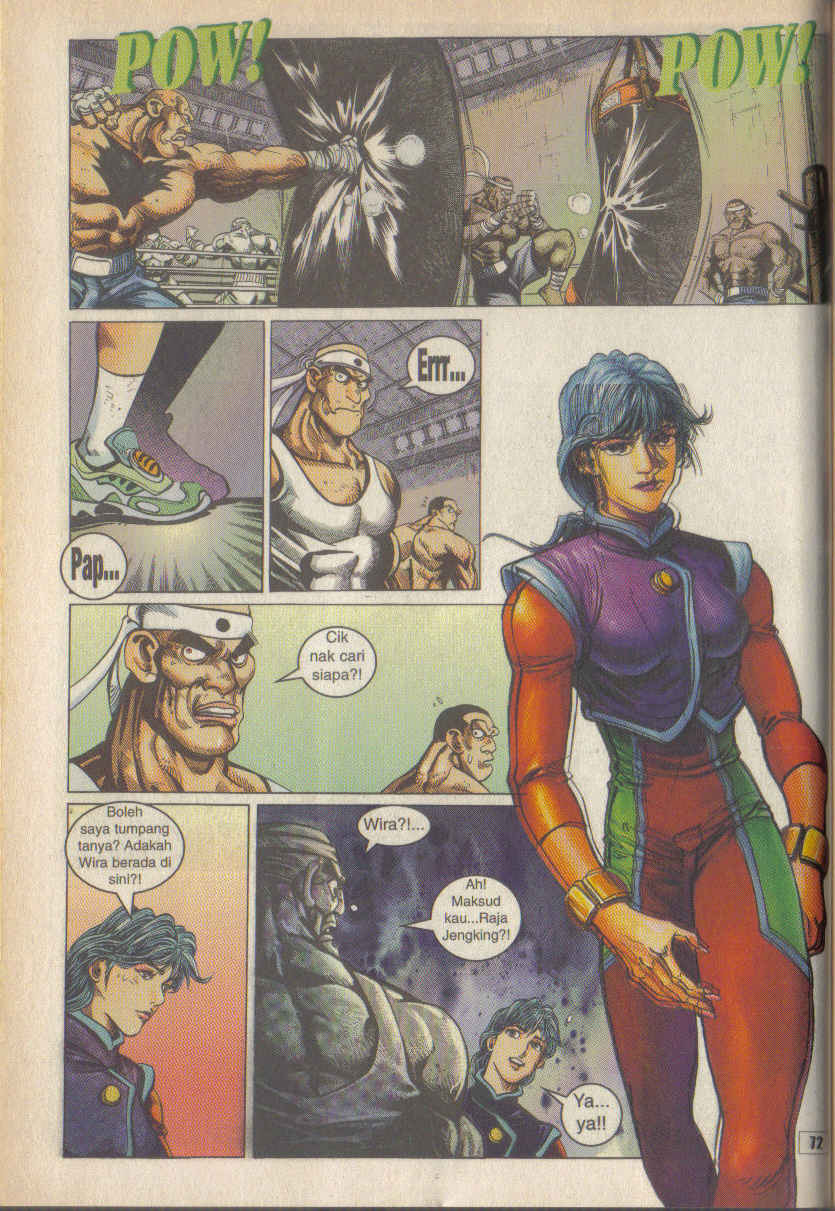 POW!
POW!
Pap...
Errr...
Cik
nak cari
siapa?!
Boleh
saya tumpang
tanya? Adakah
Wira berada di
sini?!
Wira?!...
Ah!
Maksud
kau...Raja
Jengking?!
Ya...
ya!!
72